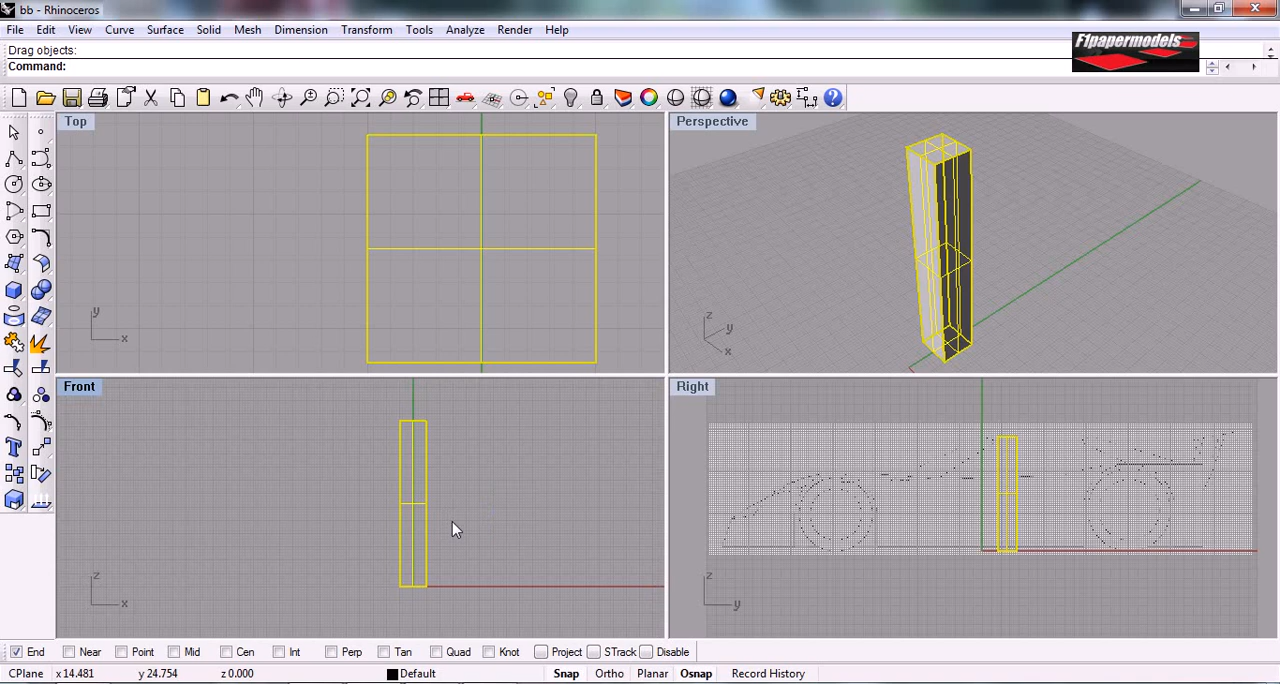 bb - Rhinoceros
File Edit View Curve Surface Solid Mesh Dimension Transform Tools Analyze Render Help
Drag objects:
Command:
F1papermodels
Top
Perspective
y
x
z
y
x
Front
Right
z
x
z
y
End Near Point Mid Cen Int Perp Tan Quad Knot Project STrack Disable
CPlane x 14.481 y 24.754 z 0.000 Default Snap Ortho Planar Osnap Record History